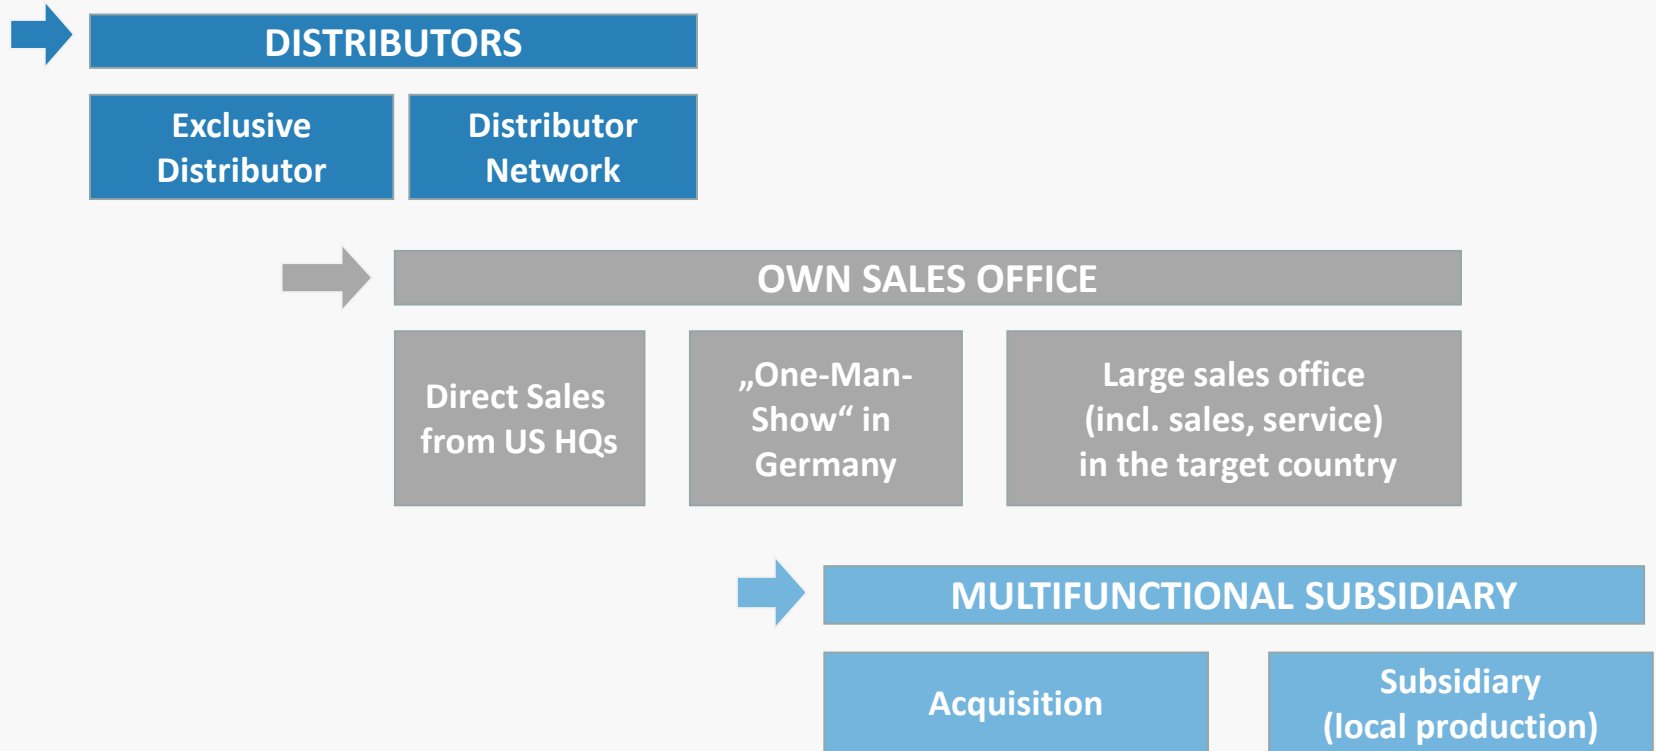 DISTRIBUTORS
Exclusive
Distributor
Distributor
Network
OWN SALES OFFICE
Direct Sales
from US HQs
„One-Man-
Show“ in
Germany
Large sales office
(incl. sales, service)
in the target country
MULTIFUNCTIONAL SUBSIDIARY
Acquisition
Subsidiary
(local production)